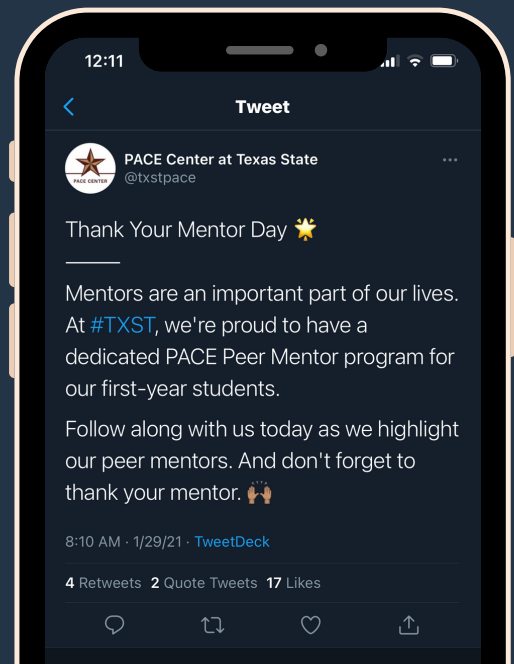 12:11
Tweet
PACE CENTER
PACE Center at Texas State
@txstpace
Thank Your Mentor Day 🌟
Mentors are an important part of our lives.
At #TXST, we're proud to have a
dedicated PACE Peer Mentor program for
our first-year students.
Follow along with us today as we highlight
our peer mentors. And don't forget to
thank your mentor. 🙌🏽
8:10 AM · 1/29/21 · TweetDeck
4 Retweets 2 Quote Tweets 17 Likes